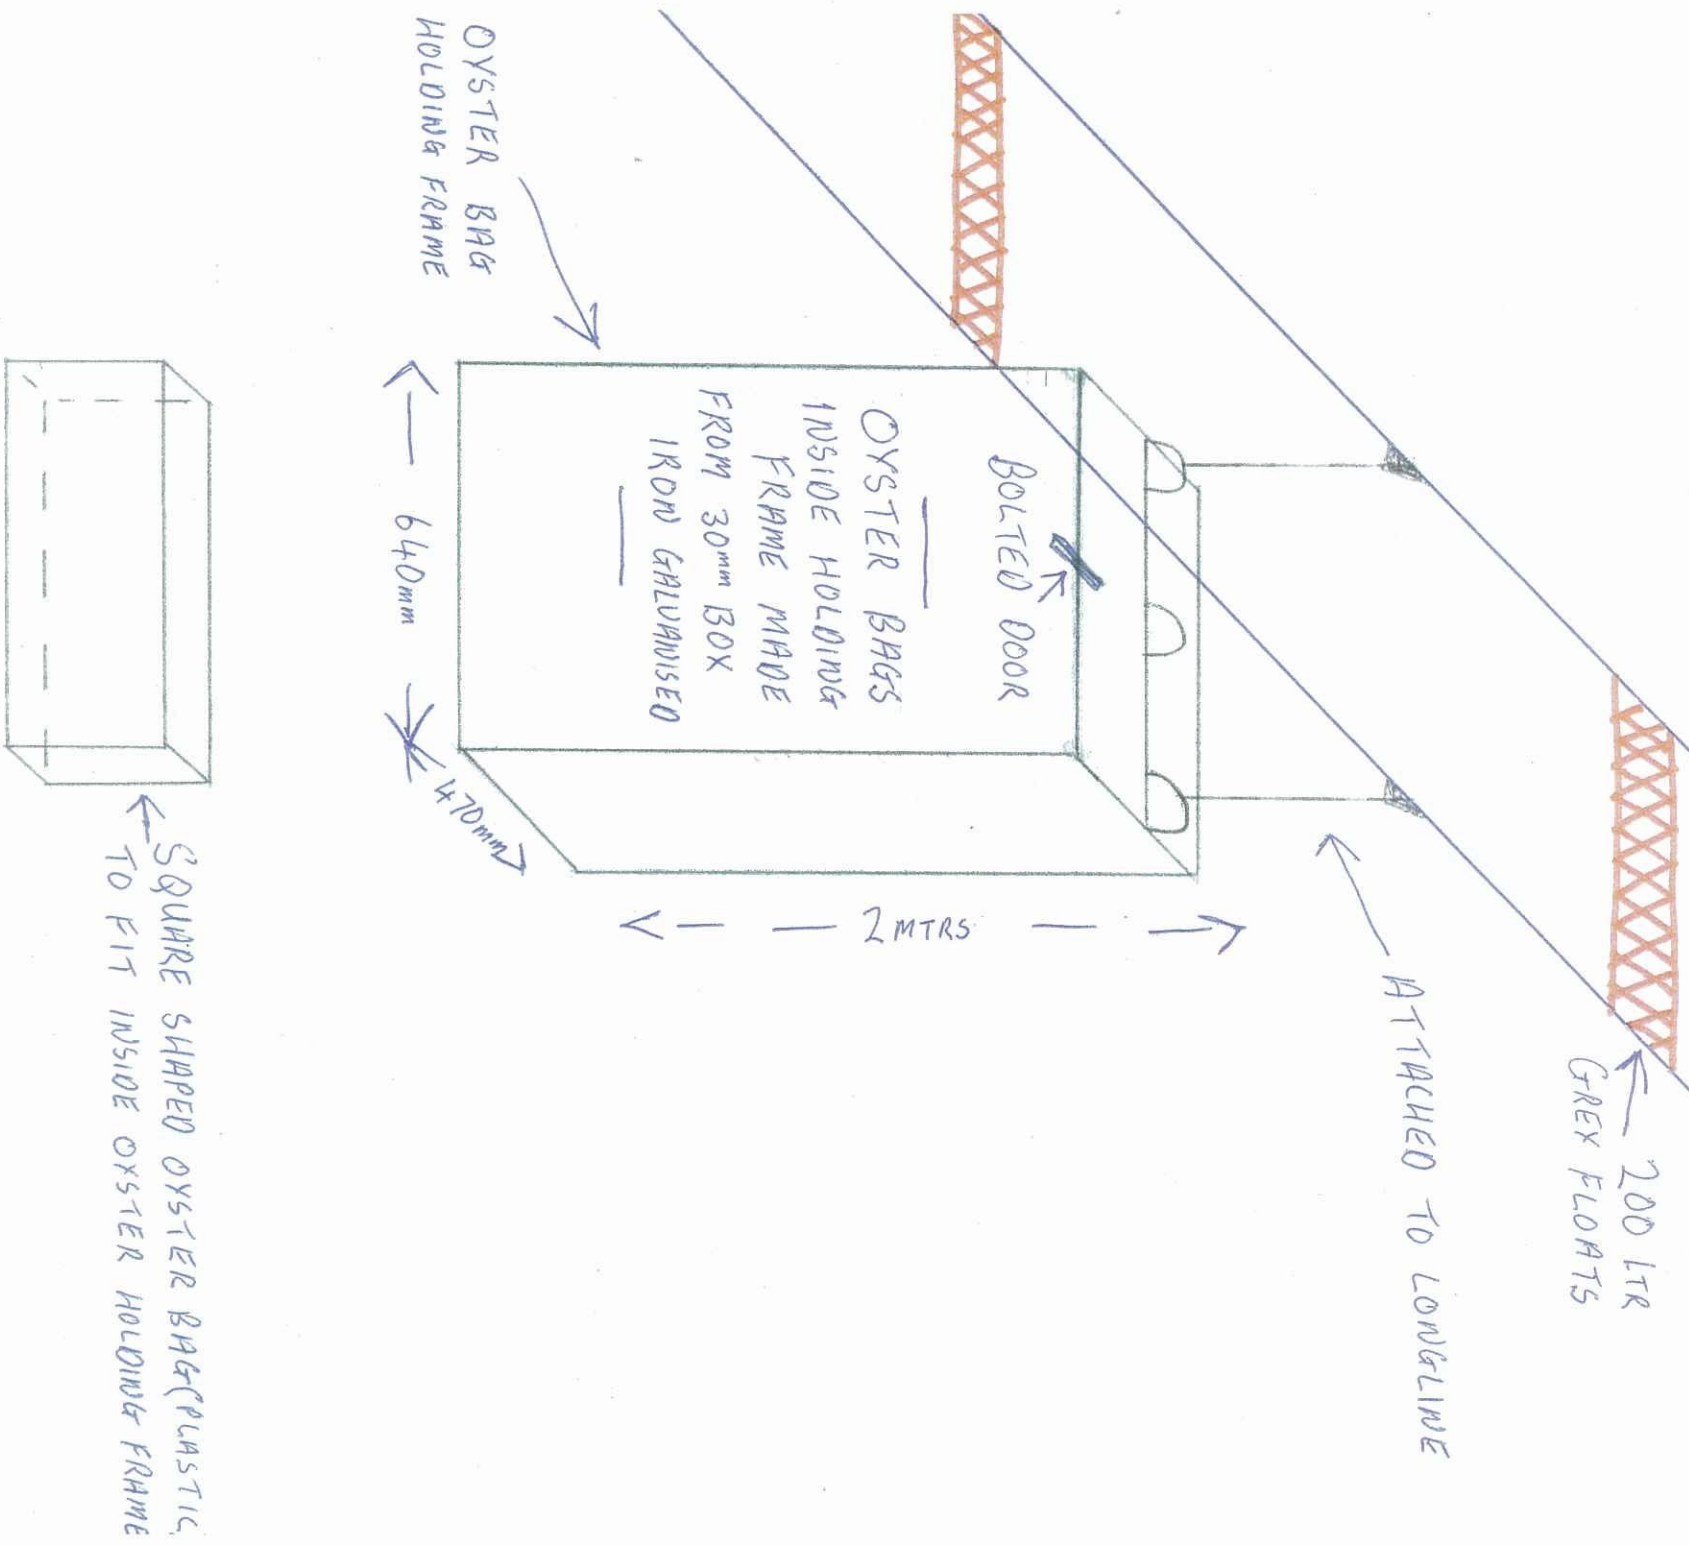 200 LTR
GREY FLOATS
ATTACHED TO LONGLINE
BOLTED DOOR
OYSTER BAGS
INSIDE HOLDING
FRAME MADE
FROM 30mm BOX
IRON GALVANISED
2 MTRS
OYSTER BAG
HOLDING FRAME
640mm
470mm
SQUARE SHAPED OYSTER BAG(PLASTIC
TO FIT INSIDE OYSTER HOLDING FRAME